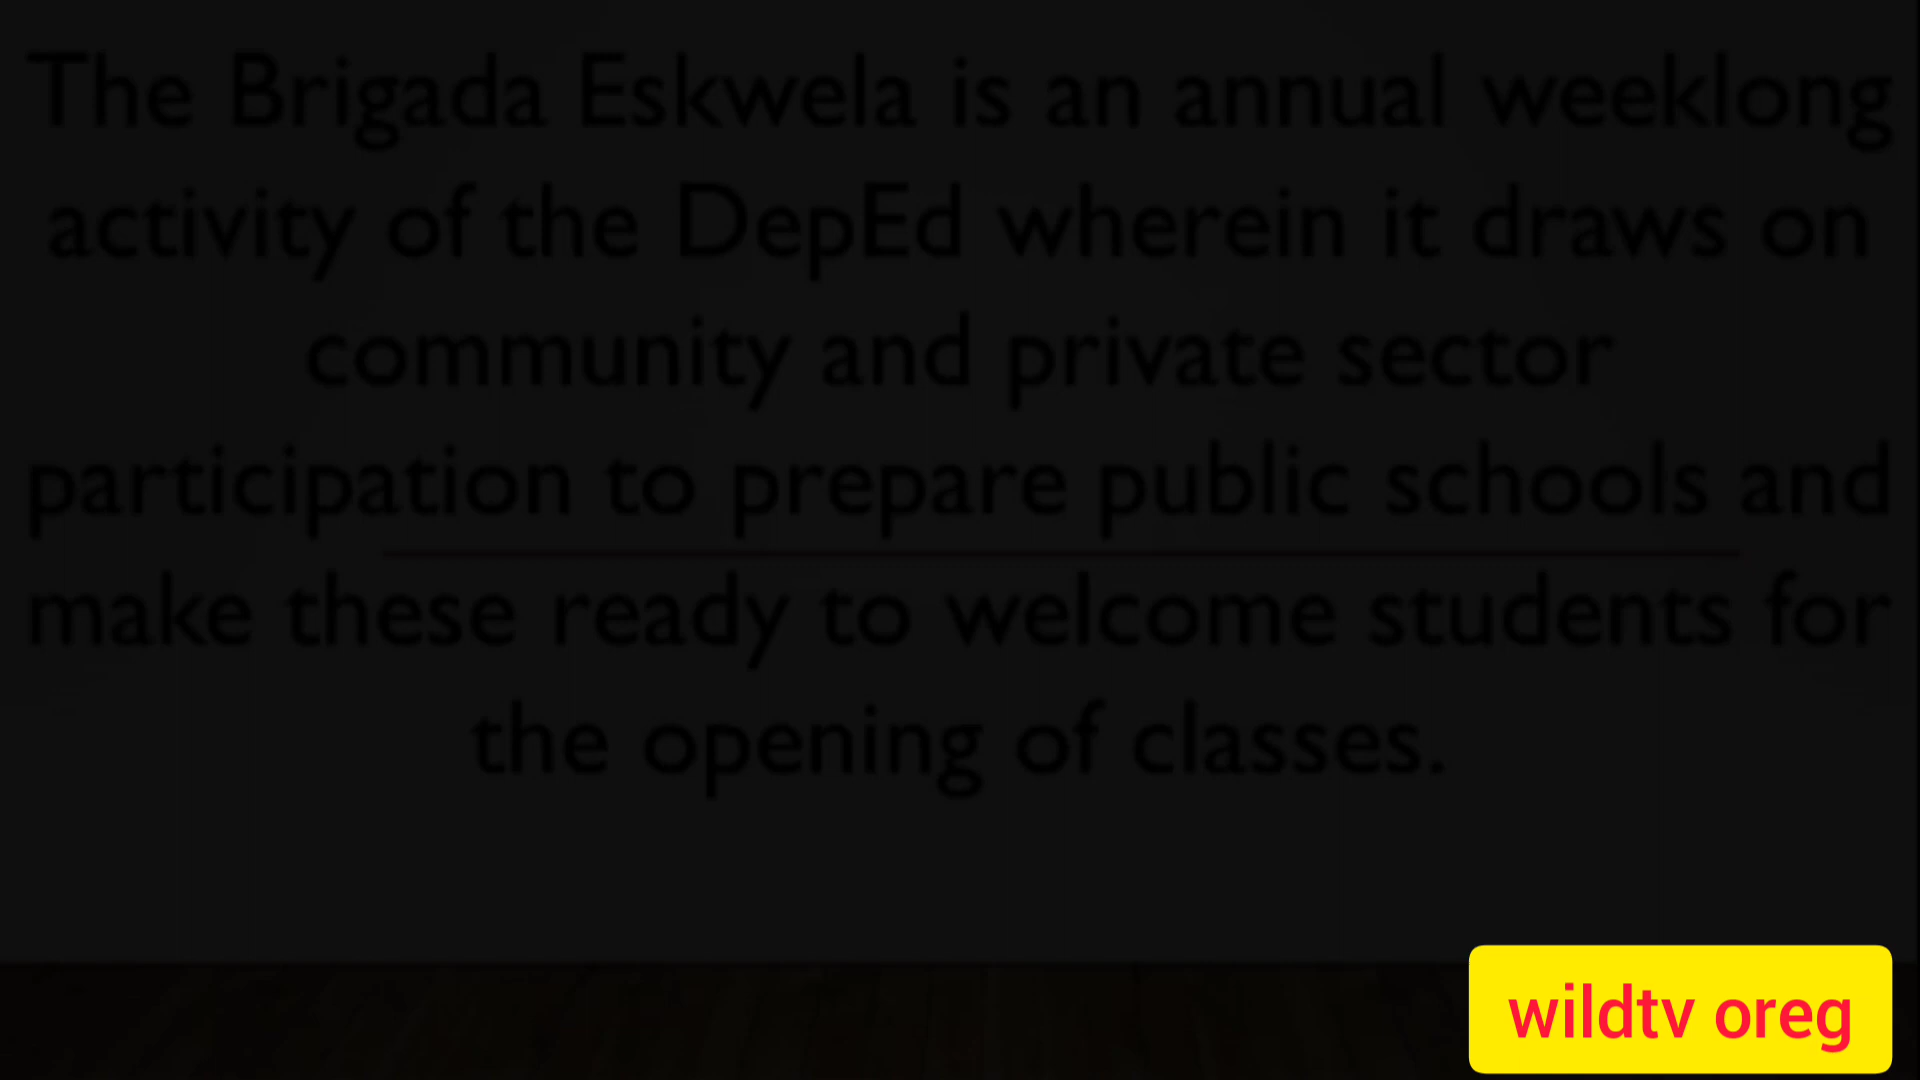 The Brigada Eskwela is an annual weeklong
activity of the DepEd wherein it draws on
community and private sector
participation to prepare public schools and
make these ready to welcome students for
the opening of classes.
wildtv oreg